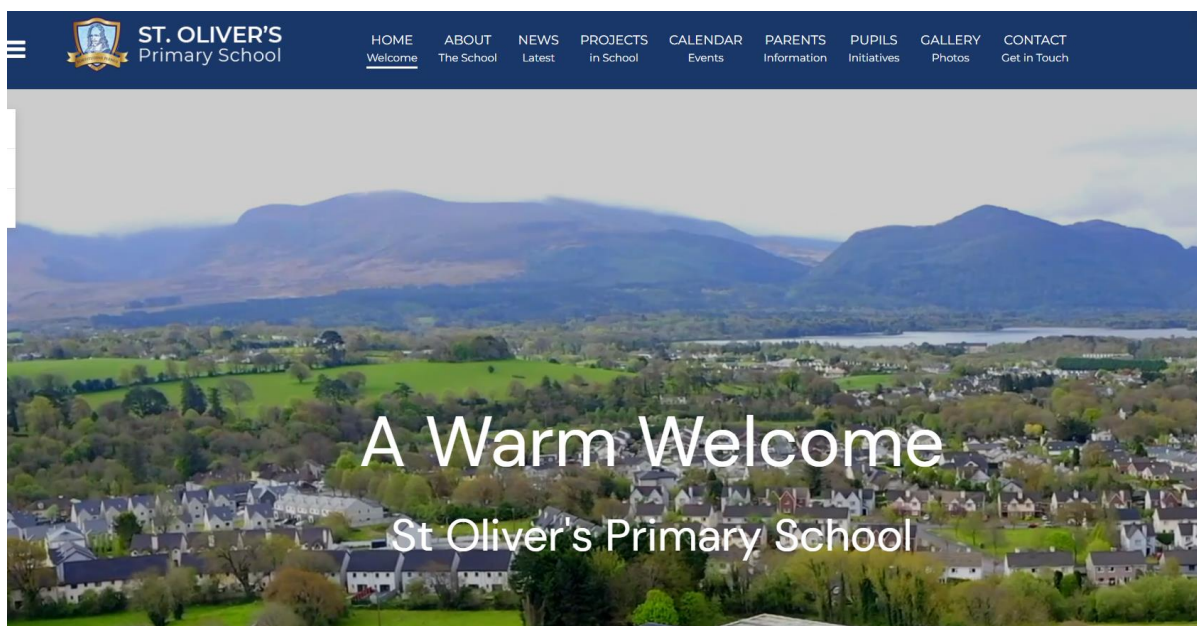 ST. OLIVER'S
Primary School
HOME
Welcome
ABOUT
The School
NEWS
Latest
PROJECTS
in School
CALENDAR
Events
PARENTS
Information
PUPILS
Initiatives
GALLERY
Photos
CONTACT
Get in Touch
A Warm Welcome
St Oliver's Primary School